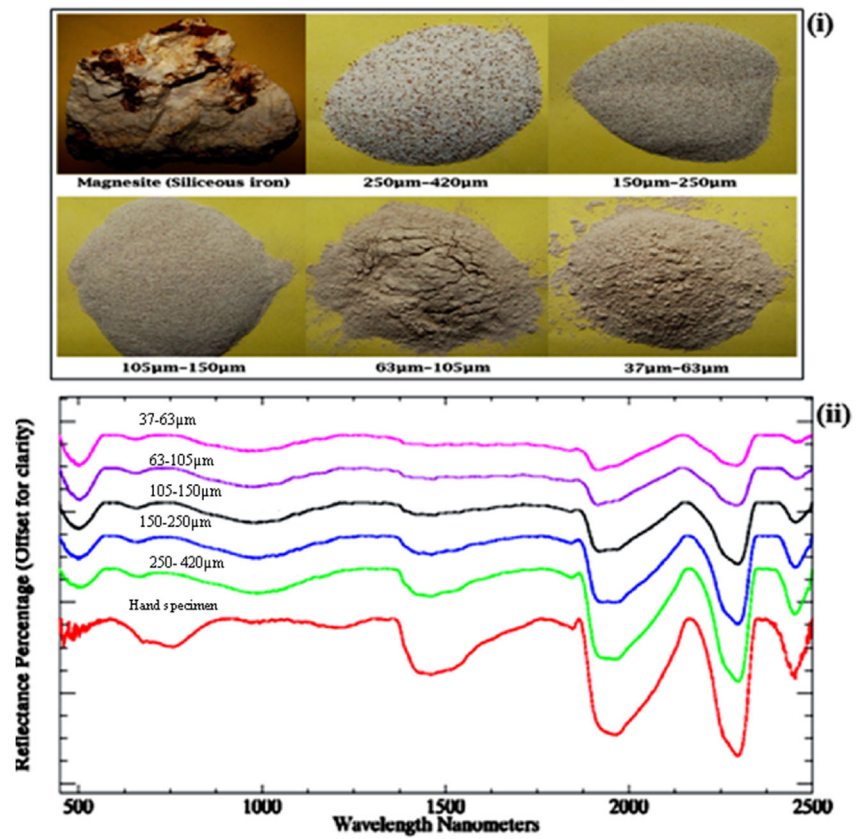 (i)
Magnesite (Siliceous iron)
250µm-420µm
150µm-250µm
105µm-150µm
63µm-105µm
37µm-63µm
(ii)
Reflectance Percentage (Offset for clarity)
37-63µm
63-105µm
105-150µm
150-250µm
250- 420µm
Hand specimen
500
1000
1500
2000
2500
Wavelength Nanometers